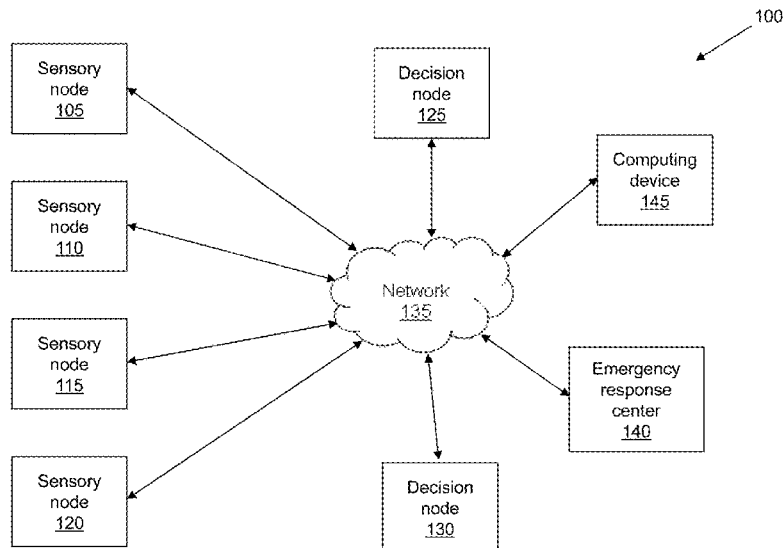 100
Sensory
node
105
Decision
node
125
Computing
device
145
Sensory
node
110
Network
135
Sensory
node
115
Emergency
response
center
140
Sensory
node
120
Decision
node
130